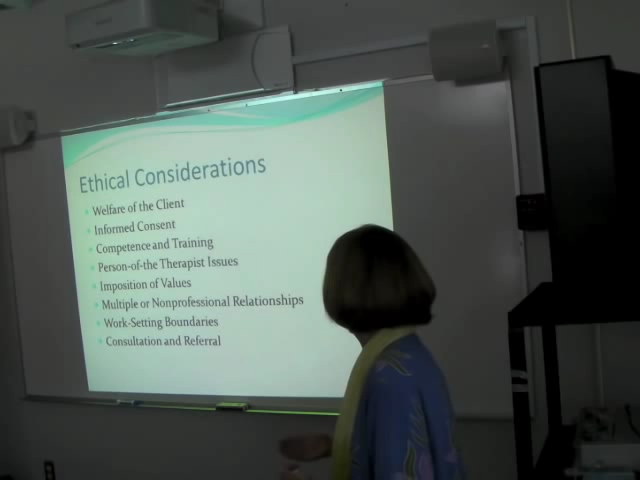 Ethical Considerations
Welfare of the Client
Informed Consent
Competence and Training
Person-of-the Therapist Issues
Imposition of Values
Multiple or Nonprofessional Relationships
Work-Setting Boundaries
Consultation and Referral